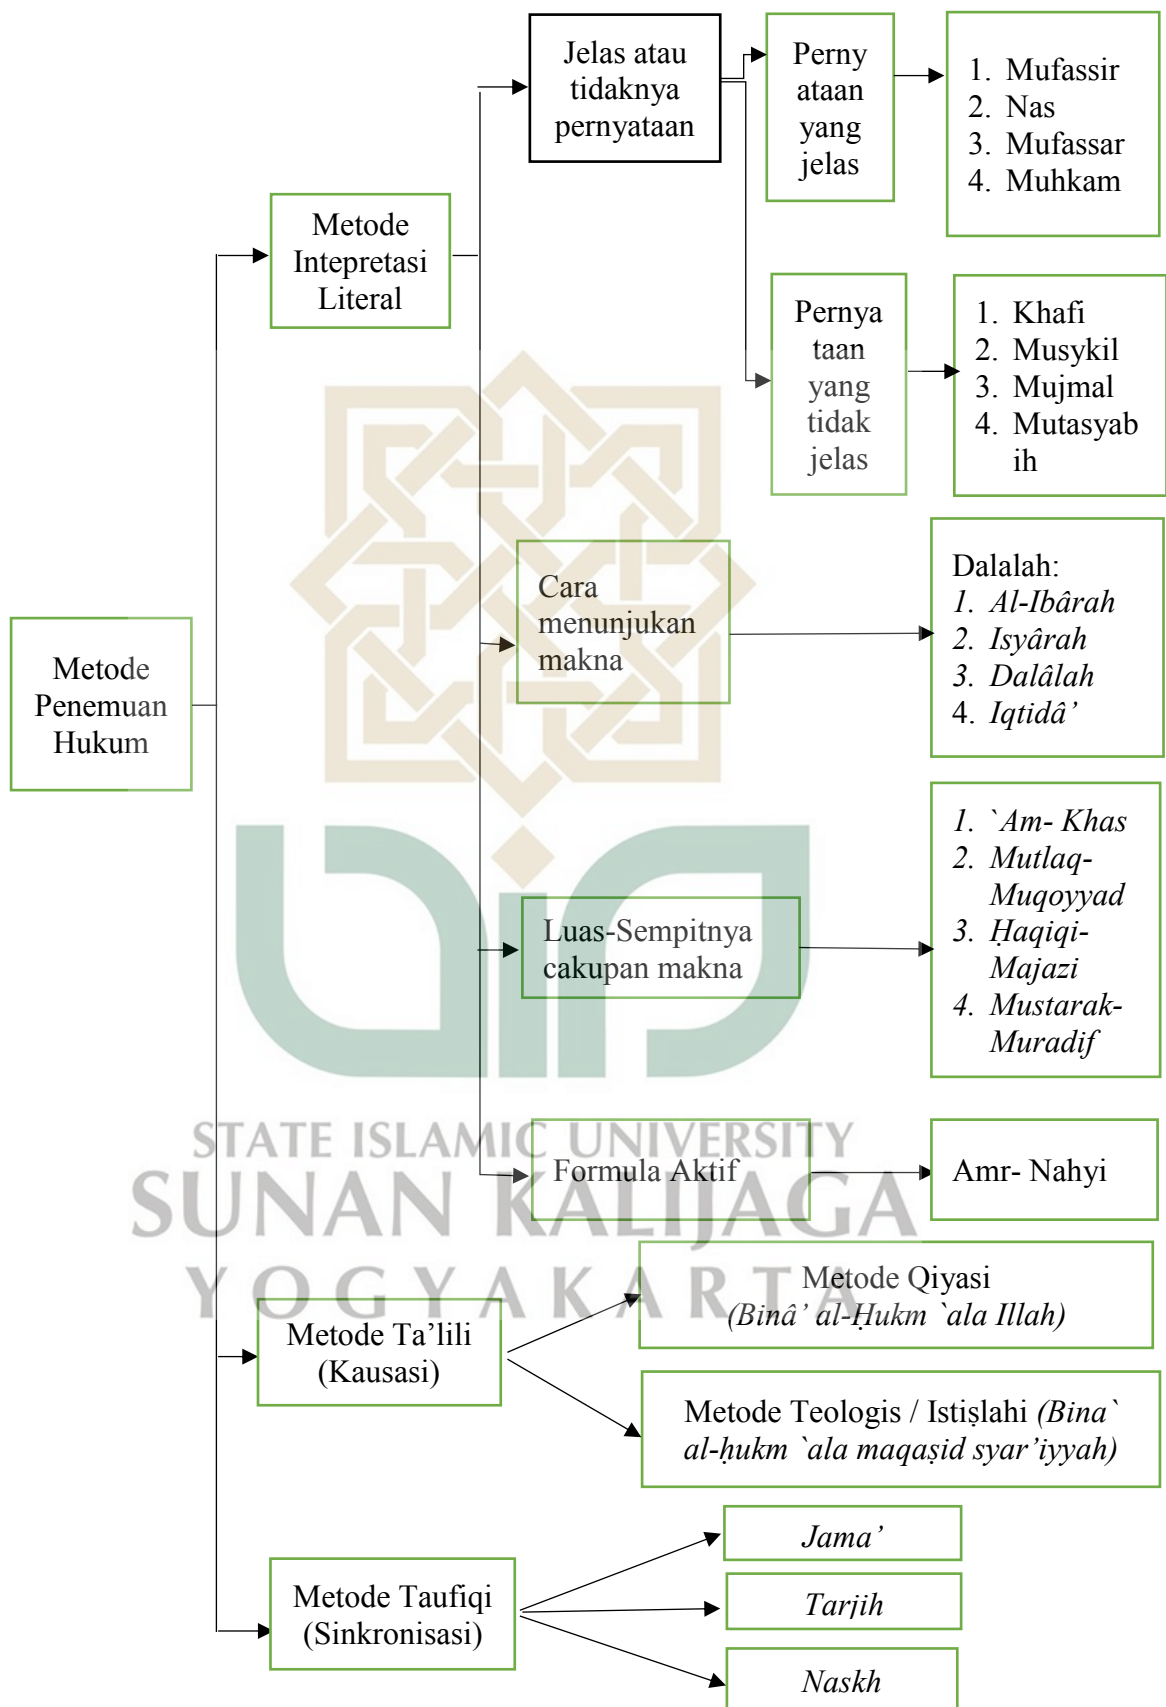 Jelas atau
tidaknya
pernyataan
Perny
ataan
yang
jelas
1. Mufassir
2. Nas
3. Mufassar
4. Muhkam
Metode
Intepretasi
Literal
Pernya
taan
yang
tidak
jelas
1. Khafi
2. Musykil
3. Mujmal
4. Mutasyab
ih
Cara
menunjukan
makna
Dalalah:
1. Al-Ibârah
2. Isyârah
3. Dalâlah
4. Iqtidâ’
Metode
Penemuan
Hukum
Luas-Sempitnya
cakupan makna
1. `Am- Khas
2. Mutlaq-
Muqoyyad
3. Ḥaqiqi-
Majazi
4. Mustarak-
Muradif
Formula Aktif
Amr- Nahyi
STATE ISLAMIC UNIVERSITY
SUNAN KALIJAGA
YOGYAKARTA
Metode Ta’lili
(Kausasi)
Metode Qiyasi
(Binâ’ al-Ḥukm `ala Illah)
Metode Teologis / Istiṣlahi (Bina`
al-ḥukm `ala maqaṣid syar’iyyah)
Metode Taufiqi
(Sinkronisasi)
Jama’
Tarjih
Naskh